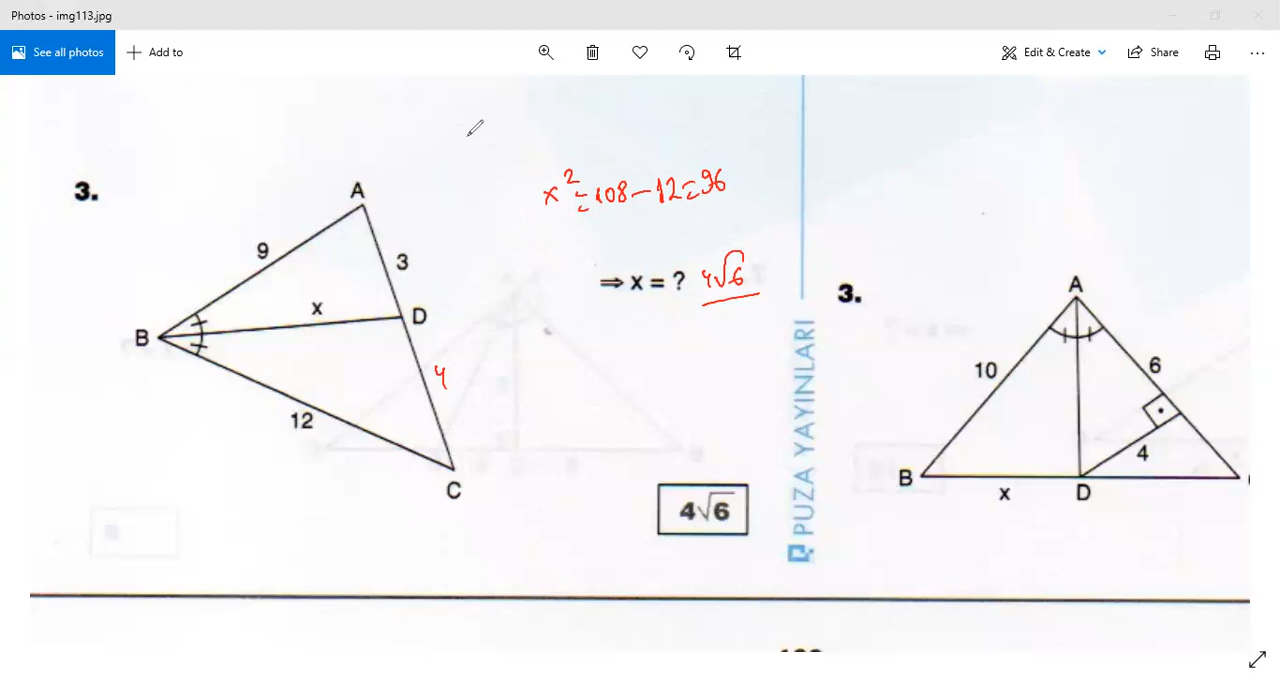 Photos - img113.jpg
See all photos
Add to
Edit & Create
Share
3.
A
9
3
x
D
B
4
12
C
x² = 108 - 12 = 96
⇒ x = ? 4√6
4√6
PUZA YAYINLARI
3.
A
10
6
4
B
x
D